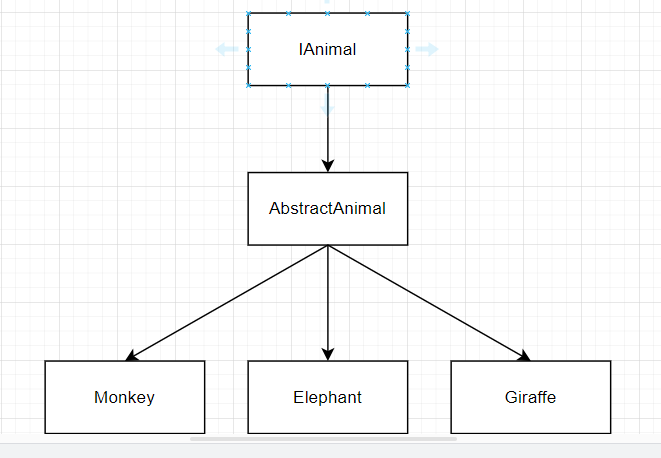 IAnimal
AbstractAnimal
Monkey
Elephant
Giraffe